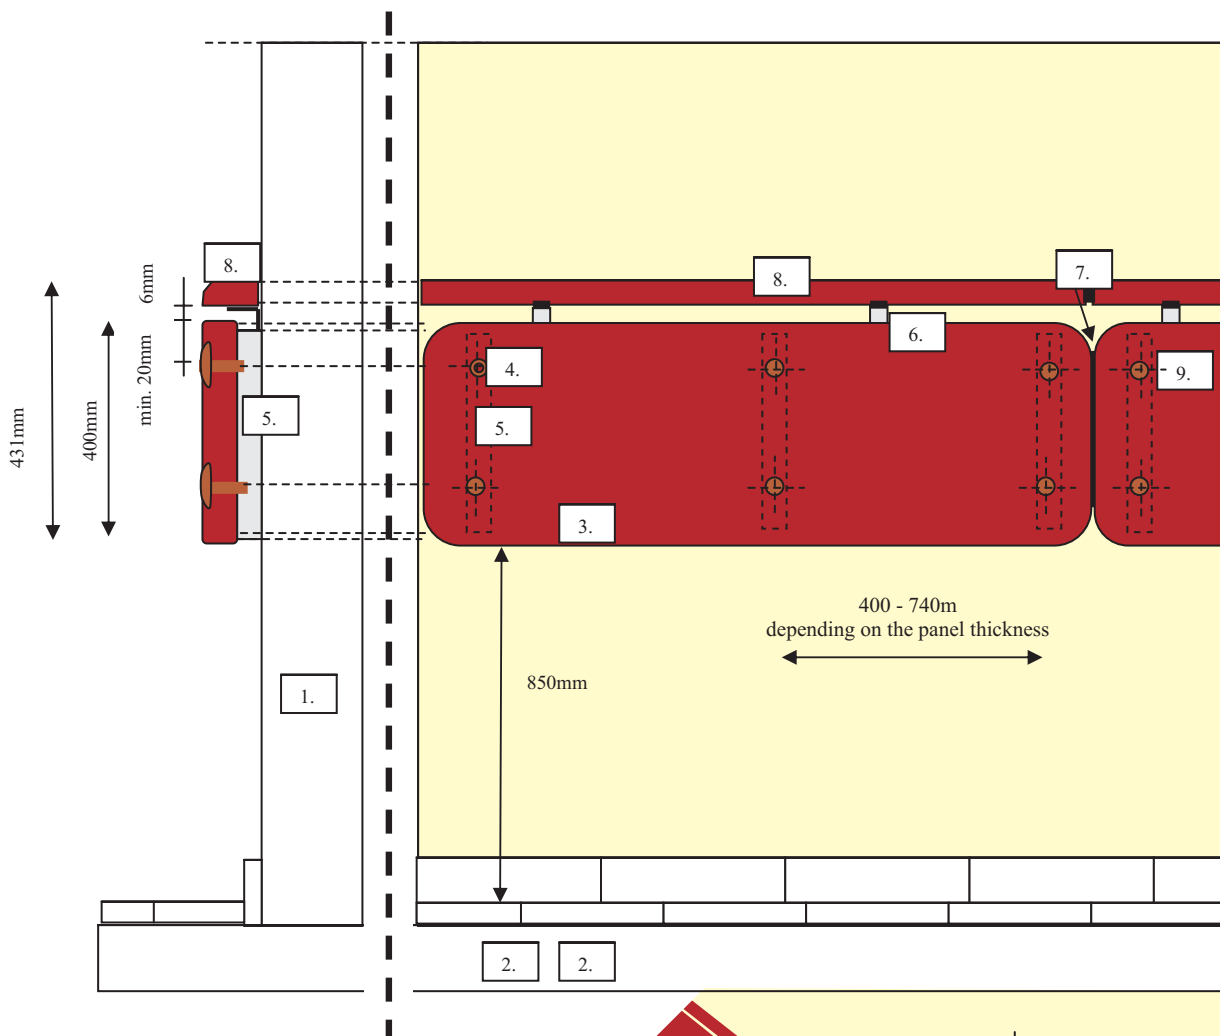 8.
8.
7.
6mm
6.
min. 20mm
4.
9.
431mm
400mm
5.
5.
3.
400 - 740m
depending on the panel thickness
850mm
1.
2.
2.